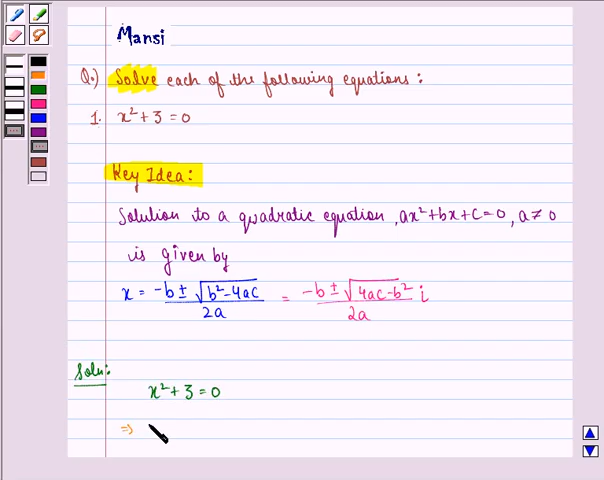 Mansi
Q.) Solve each of the following equations :
1. x² + 3 = 0
Key Idea :
Solution to a quadratic equation, ax² + bx + c = 0, a ≠ 0
is given by
x = (-b ± √(b² - 4ac))/2a = (-b ± √(4ac - b²) i)/2a
Soln:
x² + 3 = 0
⇒